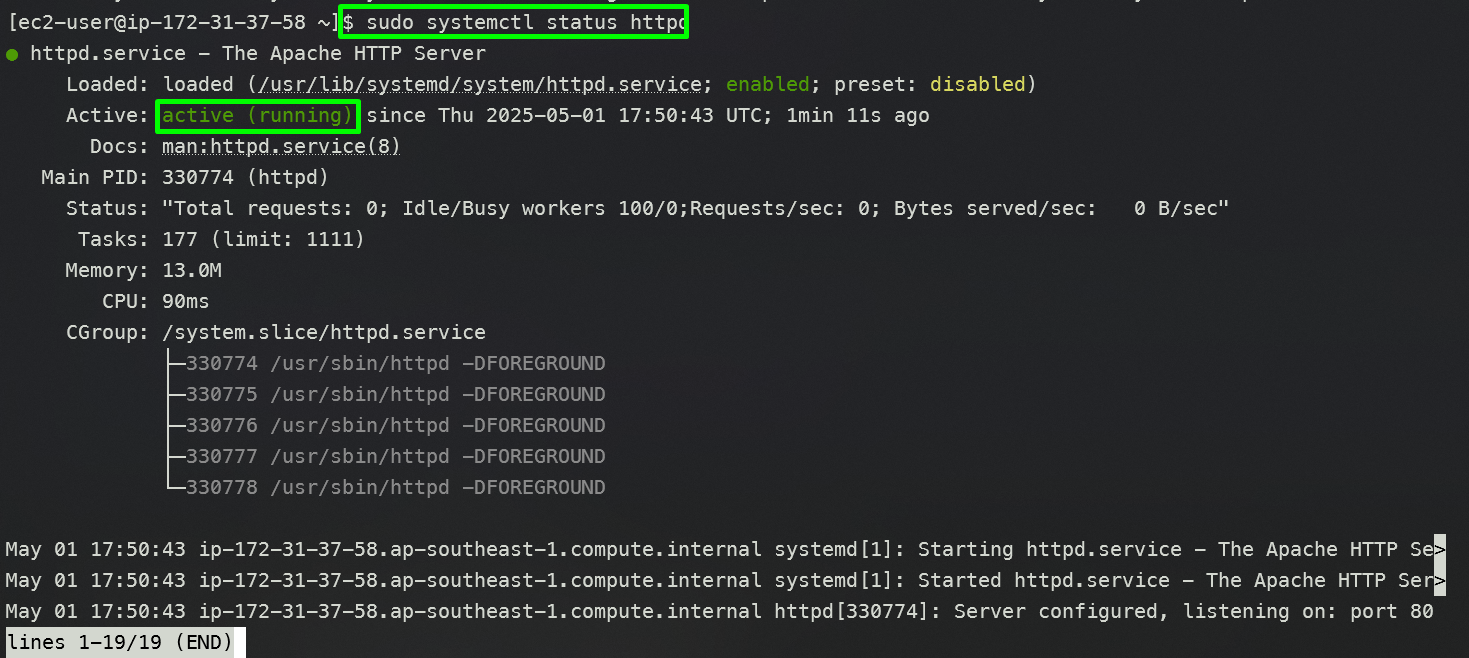 [ec2-user@ip-172-31-37-58 ~]$ sudo systemctl status httpd
● httpd.service - The Apache HTTP Server
Loaded: loaded (/usr/lib/systemd/system/httpd.service; enabled; preset: disabled)
Active: active (running) since Thu 2025-05-01 17:50:43 UTC; 1min 11s ago
Docs: man:httpd.service(8)
Main PID: 330774 (httpd)
Status: "Total requests: 0; Idle/Busy workers 100/0;Requests/sec: 0; Bytes served/sec:   0 B/sec"
Tasks: 177 (limit: 1111)
Memory: 13.0M
CPU: 90ms
CGroup: /system.slice/httpd.service
├─330774 /usr/sbin/httpd -DFOREGROUND
├─330775 /usr/sbin/httpd -DFOREGROUND
├─330776 /usr/sbin/httpd -DFOREGROUND
├─330777 /usr/sbin/httpd -DFOREGROUND
└─330778 /usr/sbin/httpd -DFOREGROUND
May 01 17:50:43 ip-172-31-37-58.ap-southeast-1.compute.internal systemd[1]: Starting httpd.service - The Apache HTTP Se>
May 01 17:50:43 ip-172-31-37-58.ap-southeast-1.compute.internal systemd[1]: Started httpd.service - The Apache HTTP Ser>
May 01 17:50:43 ip-172-31-37-58.ap-southeast-1.compute.internal httpd[330774]: Server configured, listening on: port 80
lines 1-19/19 (END)